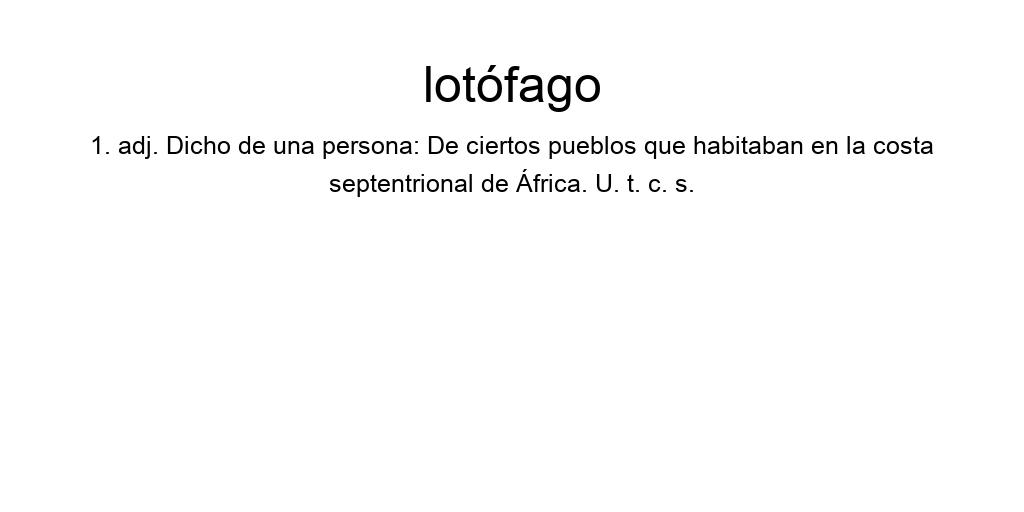 lotófago
1. adj. Dicho de una persona: De ciertos pueblos que habitaban en la costa
septentrional de África. U. t. c. s.